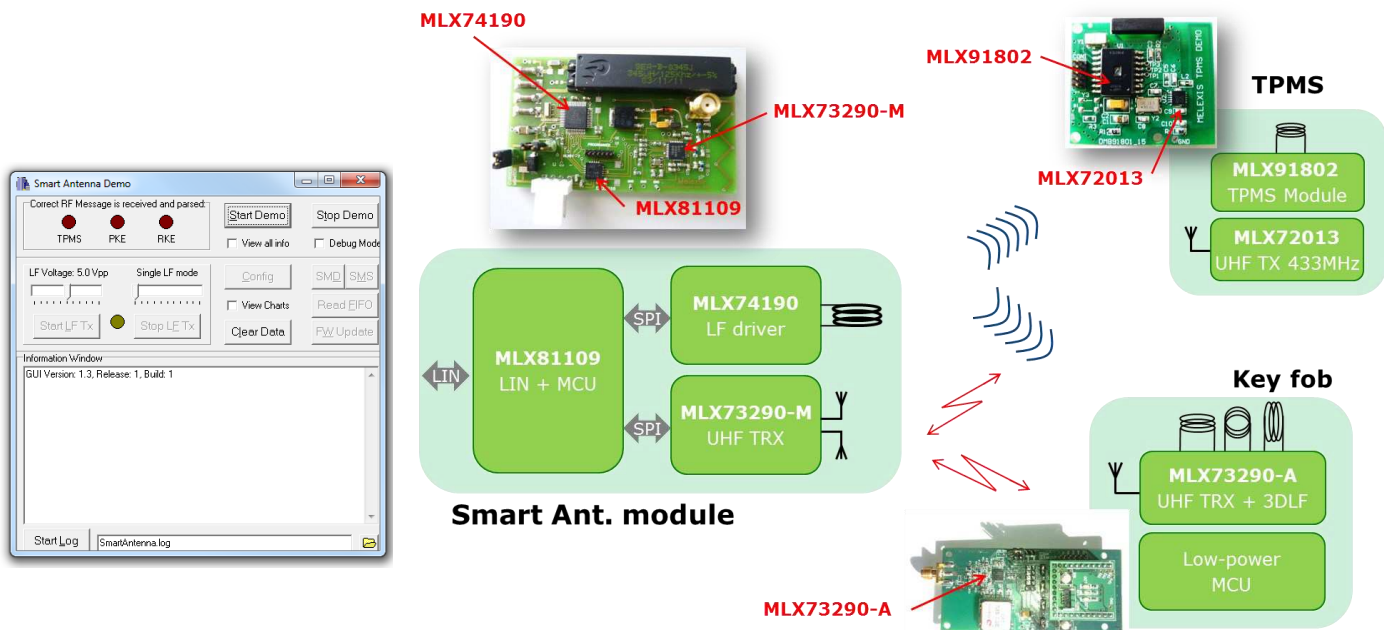 MLX74190
MLX73290-M
MLX81109
MLX91802
MLX72013
MELEXIS TPMS DEMO
TPMS
MLX91802
TPMS Module
MLX72013
UHF TX 433MHz
Smart Antenna Demo
Correct RF Message is received and parsed:
TPMS PKE RKE
Start Demo
Stop Demo
View all info
Debug Mode
LF Voltage: 5.0 Vpp
Single LF mode
Config
SMD
SMS
View Charts
Read FIFO
Start LF Tx
Stop LF Tx
Clear Data
FW Update
Information Window
GUI Version: 1.3, Release: 1, Build: 1
Start Log
SmartAntenna.log
LIN
MLX81109
LIN + MCU
SPI
MLX74190
LF driver
SPI
MLX73290-M
UHF TRX
Smart Ant. module
Key fob
MLX73290-A
UHF TRX + 3DLF
Low-power
MCU
MLX73290-A